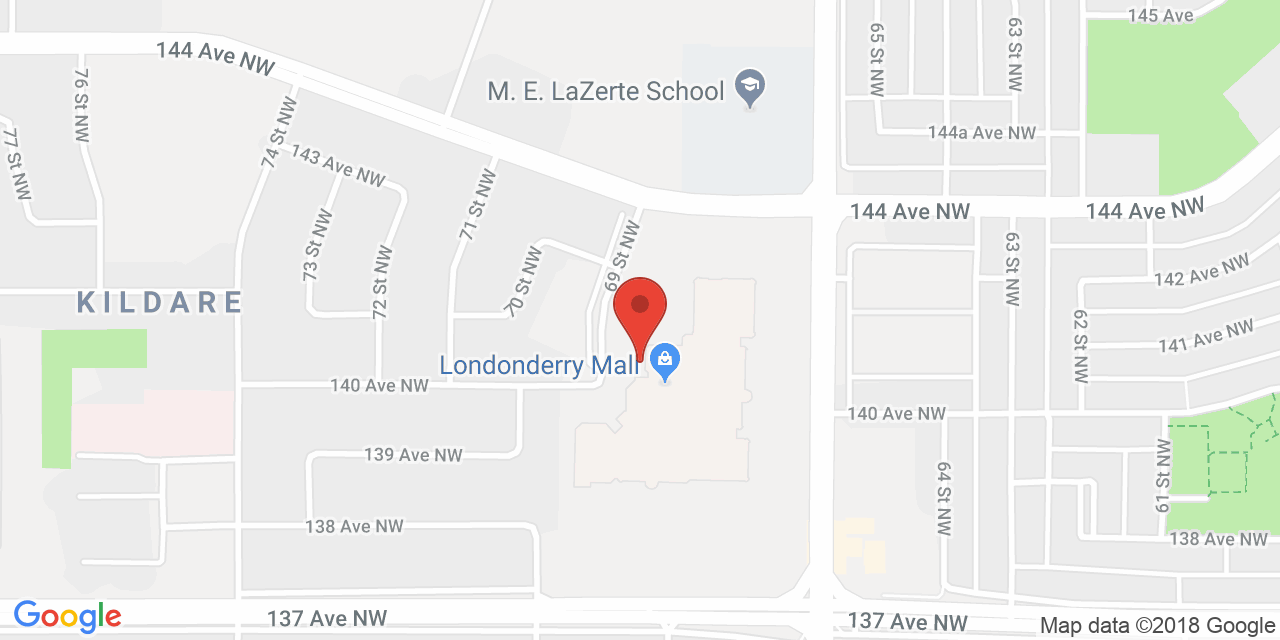 145 Ave
65 St NW
63 St NW
144 Ave NW
76 St NW
M. E. LaZerte School
74 St NW
144a Ave NW
77 St NW
143 Ave NW
71 St NW
144 Ave NW
144 Ave NW
73 St NW
69 St NW
63 St NW
72 St NW
70 St NW
142 Ave NW
KILDARE
62 St NW
141 Ave NW
Londonderry Mall
140 Ave NW
140 Ave NW
139 Ave NW
64 St NW
61 St NW
138 Ave NW
138 Ave NW
Google
137 Ave NW
137 Ave NW
Map data ©2018 Google